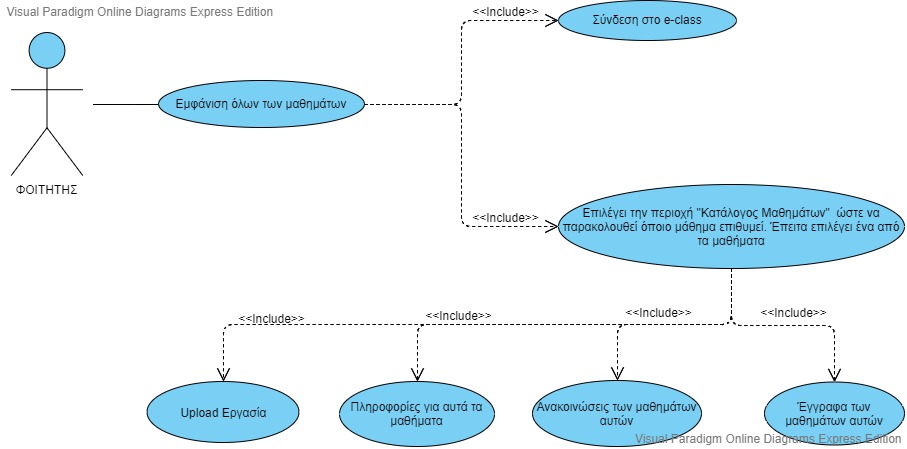 Visual Paradigm Online Diagrams Express Edition
<<Include>>
Σύνδεση στο e-class
Εμφάνιση όλων των μαθημάτων
ΦΟΙΤΗΤΗΣ
<<Include>>
Επιλέγει την περιοχή "Κατάλογος Μαθημάτων" ώστε να
παρακολουθεί όποιο μάθημα επιθυμεί. Έπειτα επιλέγει ένα από
τα μαθήματα
<<Include>>
<<Include>>
<<Include>>
<<Include>>
Upload Εργασία
Πληροφορίες για αυτά τα
μαθήματα
Ανακοινώσεις των μαθημάτων
αυτών
Έγγραφα των
μαθημάτων αυτών
Visual Paradigm Online Diagrams Express Edition